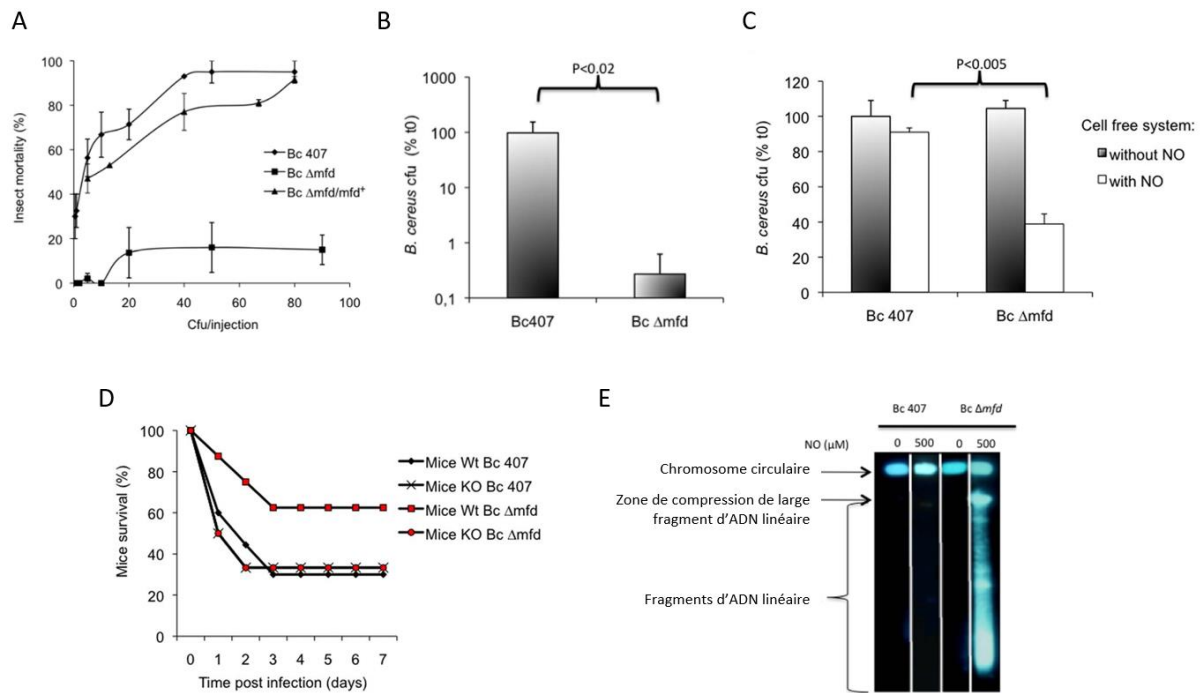 A
Insect mortality (%)
100
80
60
40
20
0
0
20
40
60
80
100
Cfu/injection
Bc 407
Bc Δmfd
Bc Δmfd/mfd⁺
B
B. cereus cfu (% t0)
1000
100
10
1
0,1
P<0.02
Bc407
Bc Δmfd
C
B. cereus cfu (% t0)
120
100
80
60
40
20
0
P<0.005
Bc 407
Bc Δmfd
Cell free system:
without NO
with NO
D
Mice survival (%)
100
80
60
40
20
0
0 1 2 3 4 5 6 7
Time post infection (days)
Mice Wt Bc 407
Mice KO Bc 407
Mice Wt Bc Δmfd
Mice KO Bc Δmfd
E
Bc 407 Bc Δmfd
NO (μM) 0 500 0 500
Chromosome circulaire
Zone de compression de large
fragment d'ADN linéaire
Fragments d'ADN linéaire